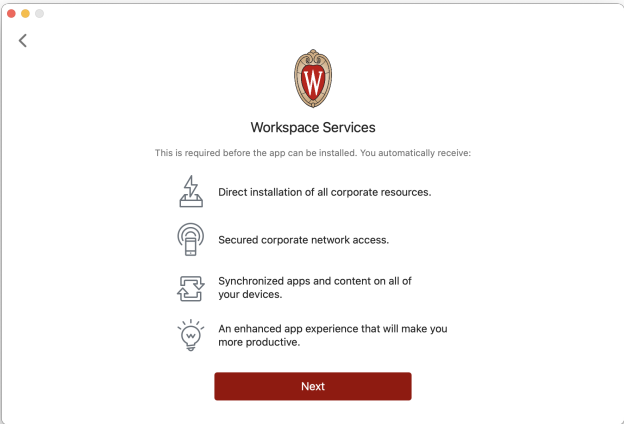 W
Workspace Services
This is required before the app can be installed. You automatically receive:
Direct installation of all corporate resources.
Secured corporate network access.
Synchronized apps and content on all of
your devices.
w
An enhanced app experience that will make you
more productive.
Next